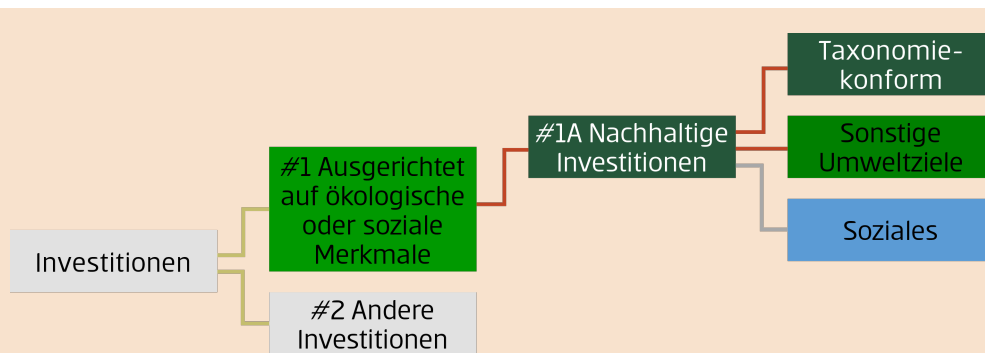 Taxonomie-
konform
#1A Nachhaltige
Investitionen
Sonstige
Umweltziele
#1 Ausgerichtet
auf ökologische
oder soziale
Merkmale
Soziales
Investitionen
#2 Andere
Investitionen